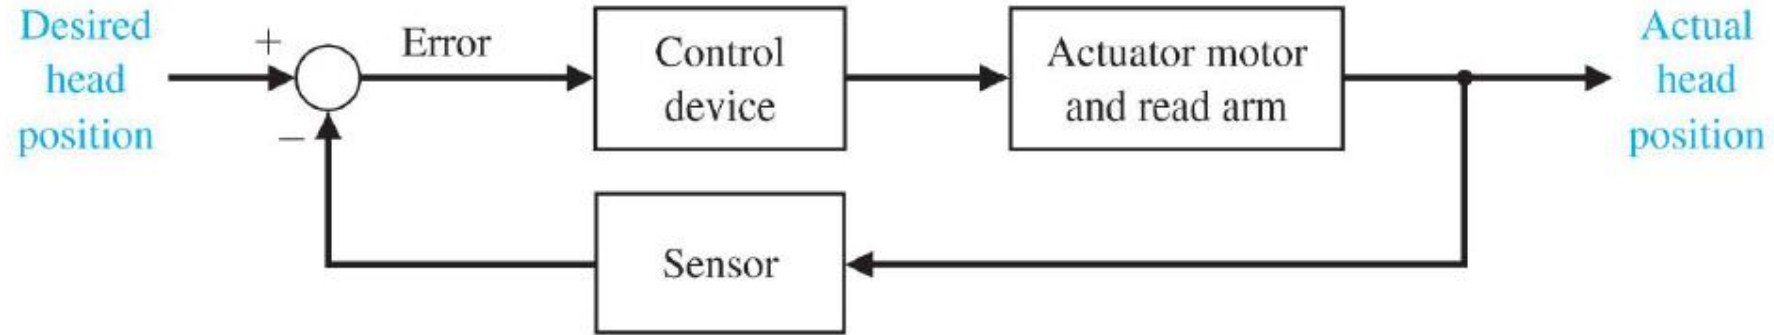 Desired
head
position
+
−
Error
Control
device
Actuator motor
and read arm
Actual
head
position
Sensor